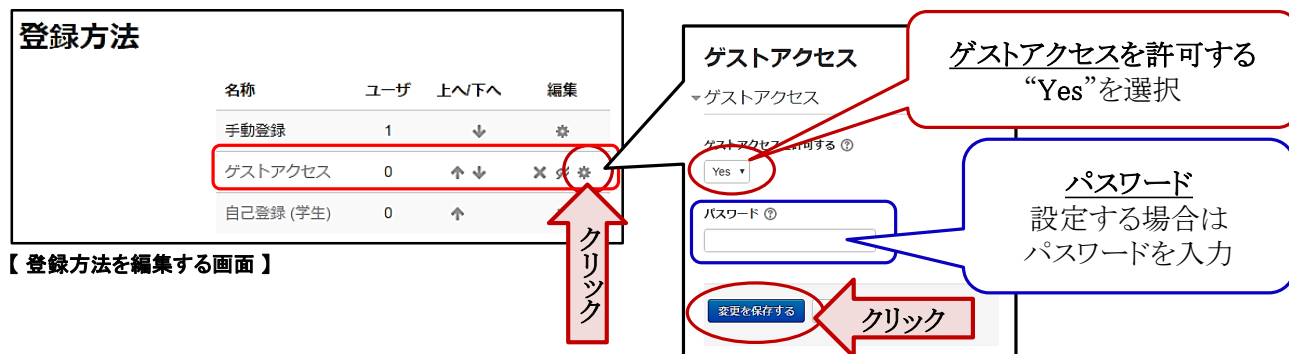 登録方法
名称 ユーザ 上へ/下へ 編集
手動登録 1
ゲストアクセス 0
自己登録 (学生) 0
【 登録方法を編集する画面 】
クリック
ゲストアクセス
ゲストアクセス
ゲストアクセスを許可する
Yes
パスワード
変更を保存する
クリック
ゲストアクセスを許可する
“Yes”を選択
パスワード
設定する場合は
パスワードを入力